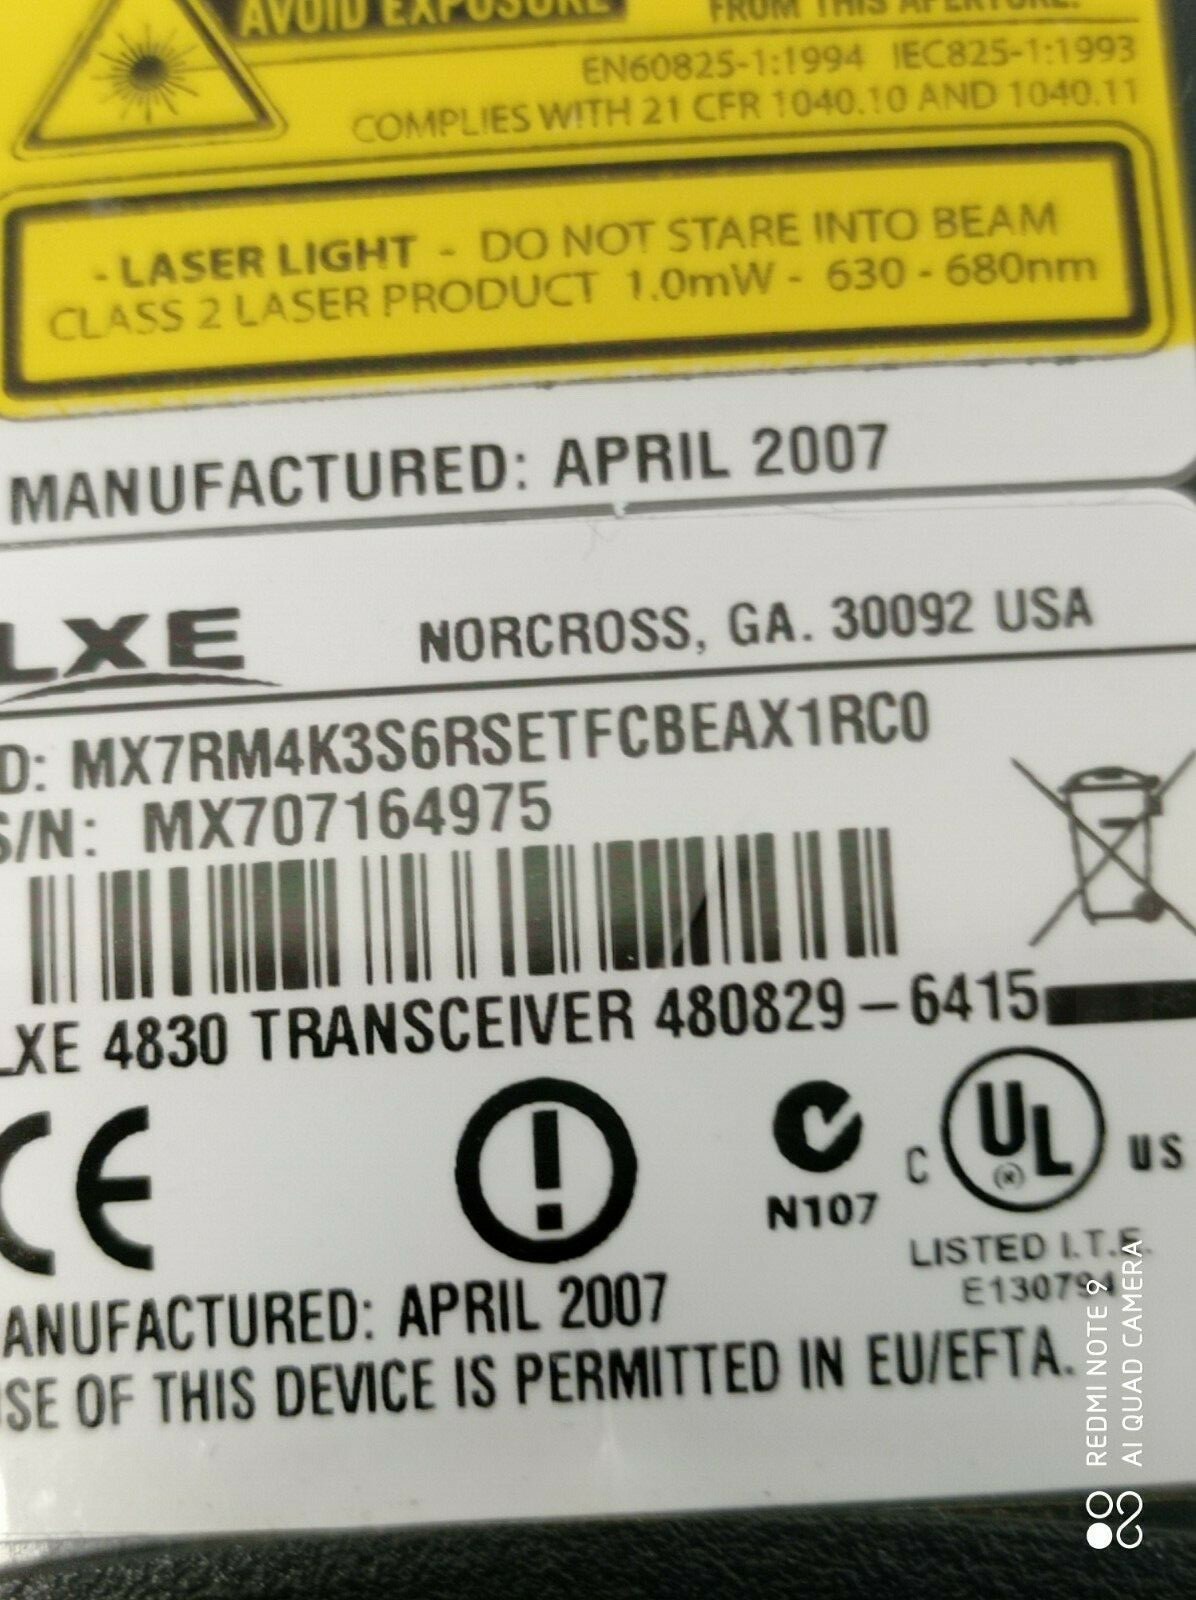 AVOID EXPOSURE
FROM THIS APERTURE.
EN60825-1:1994 IEC825-1:1993
COMPLIES WITH 21 CFR 1040.10 AND 1040.11
- LASER LIGHT - DO NOT STARE INTO BEAM
CLASS 2 LASER PRODUCT 1.0mW - 630 - 680nm
MANUFACTURED: APRIL 2007
LXE NORCROSS, GA. 30092 USA
D: MX7RM4K3S6RSETFCBEAX1RC0
S/N: MX707164975
LXE 4830 TRANSCEIVER 480829-6415
CE
N107
C UL US
LISTED I.T.E.
E130794
ANUFACTURED: APRIL 2007
SE OF THIS DEVICE IS PERMITTED IN EU/EFTA.
REDMI NOTE 9
AI QUAD CAMERA